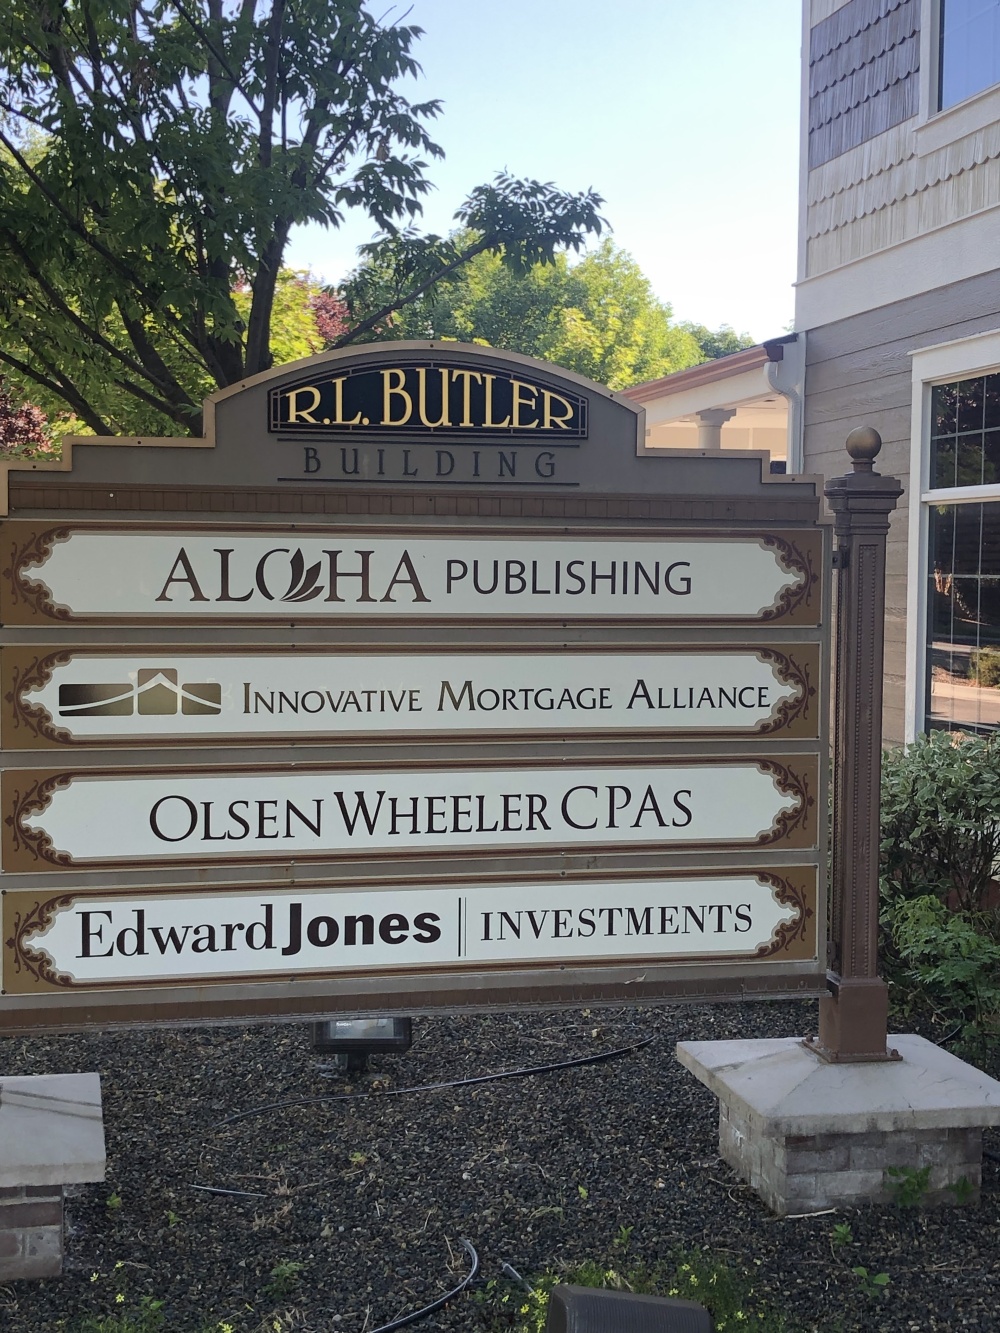 R.L. BUTLER
BUILDING
ALOHA PUBLISHING
INNOVATIVE MORTGAGE ALLIANCE
OLSEN WHEELER CPAS
Edward Jones INVESTMENTS